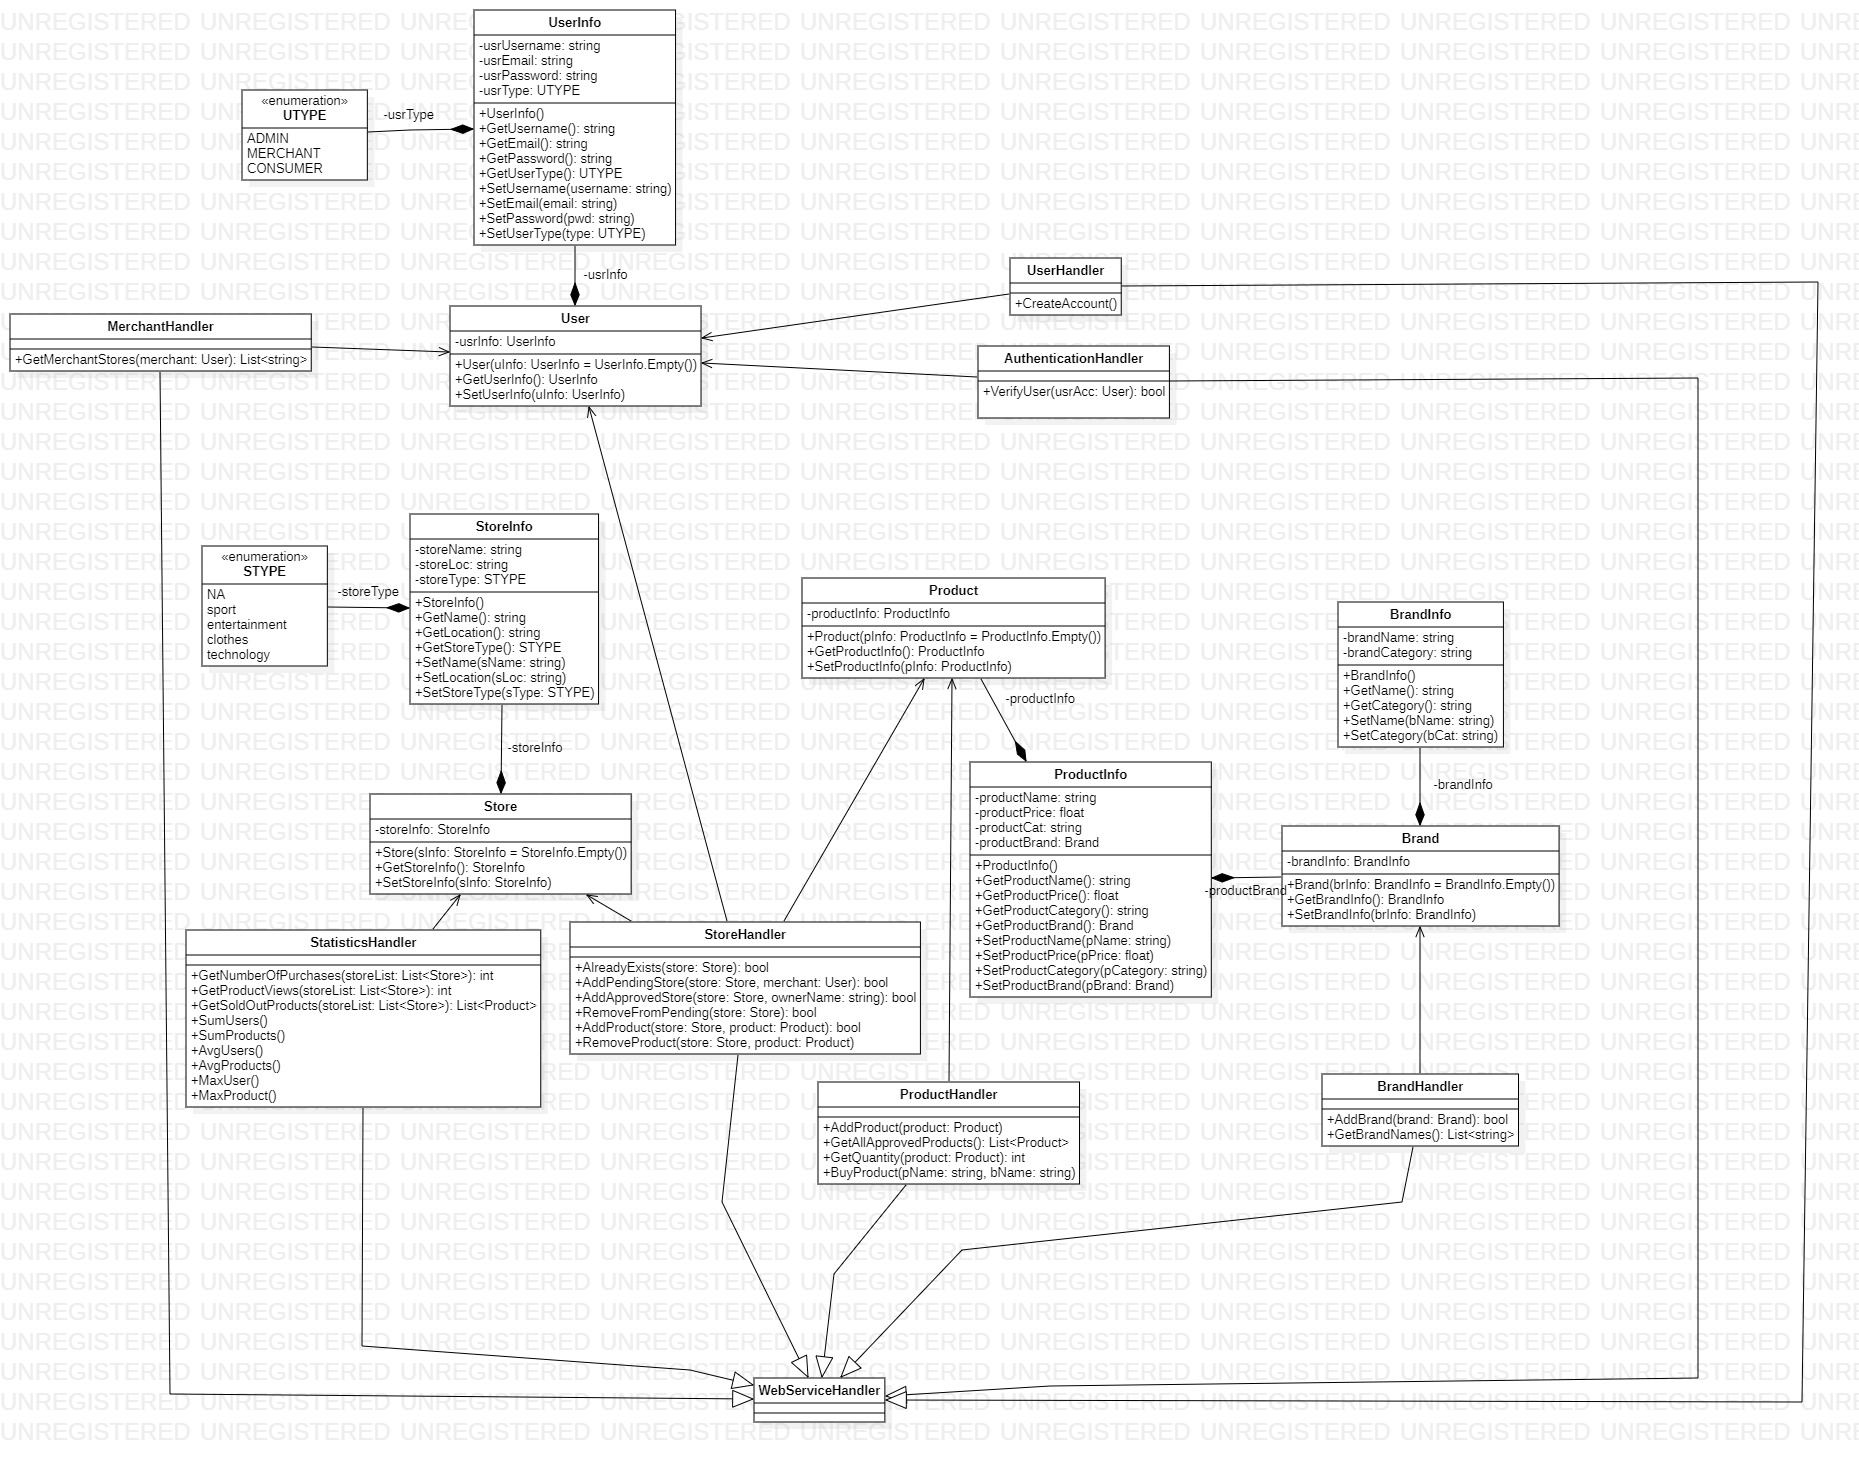 UserInfo
-usrUsername: string
-usrEmail: string
-usrPassword: string
-usrType: UTYPE
+UserInfo()
+GetUsername(): string
+GetEmail(): string
+GetPassword(): string
+GetUserType(): UTYPE
+SetUsername(username: string)
+SetEmail(email: string)
+SetPassword(pwd: string)
+SetUserType(type: UTYPE)
«enumeration»
UTYPE
ADMIN
MERCHANT
CONSUMER
-usrType
-usrInfo
UserHandler
+CreateAccount()
MerchantHandler
+GetMerchantStores(merchant: User): List<string>
User
-usrInfo: UserInfo
+User(uInfo: UserInfo = UserInfo.Empty())
+GetUserInfo(): UserInfo
+SetUserInfo(uInfo: UserInfo)
AuthenticationHandler
+VerifyUser(usrAcc: User): bool
«enumeration»
STYPE
NA
sport
entertainment
clothes
technology
-storeType
StoreInfo
-storeName: string
-storeLoc: string
-storeType: STYPE
+StoreInfo()
+GetName(): string
+GetLocation(): string
+GetStoreType(): STYPE
+SetName(sName: string)
+SetLocation(sLoc: string)
+SetStoreType(sType: STYPE)
-storeInfo
Product
-productInfo: ProductInfo
+Product(pInfo: ProductInfo = ProductInfo.Empty())
+GetProductInfo(): ProductInfo
+SetProductInfo(pInfo: ProductInfo)
-productInfo
BrandInfo
-brandName: string
-brandCategory: string
+BrandInfo()
+GetName(): string
+GetCategory(): string
+SetName(bName: string)
+SetCategory(bCat: string)
-brandInfo
Store
-storeInfo: StoreInfo
+Store(sInfo: StoreInfo = StoreInfo.Empty())
+GetStoreInfo(): StoreInfo
+SetStoreInfo(sInfo: StoreInfo)
ProductInfo
-productName: string
-productPrice: float
-productCat: string
-productBrand: Brand
+ProductInfo()
+GetProductName(): string
+GetProductPrice(): float
+GetProductCategory(): string
+GetProductBrand(): Brand
+SetProductName(pName: string)
+SetProductPrice(pPrice: float)
+SetProductCategory(pCategory: string)
+SetProductBrand(pBrand: Brand)
-productBrand
Brand
-brandInfo: BrandInfo
+Brand(brInfo: BrandInfo = BrandInfo.Empty())
+GetBrandInfo(): BrandInfo
+SetBrandInfo(brInfo: BrandInfo)
StatisticsHandler
+GetNumberOfPurchases(storeList: List<Store>): int
+GetProductViews(storeList: List<Store>): int
+GetSoldOutProducts(storeList: List<Store>): List<Product>
+SumUsers()
+SumProducts()
+AvgUsers()
+AvgProducts()
+MaxUser()
+MaxProduct()
StoreHandler
+AlreadyExists(store: Store): bool
+AddPendingStore(store: Store, merchant: User): bool
+AddApprovedStore(store: Store, ownerName: string): bool
+RemoveFromPending(store: Store): bool
+AddProduct(store: Store, product: Product): bool
+RemoveProduct(store: Store, product: Product)
ProductHandler
+AddProduct(product: Product)
+GetAllApprovedProducts(): List<Product>
+GetQuantity(product: Product): int
+BuyProduct(pName: string, bName: string)
BrandHandler
+AddBrand(brand: Brand): bool
+GetBrandNames(): List<string>
WebServiceHandler
UNREGISTERED